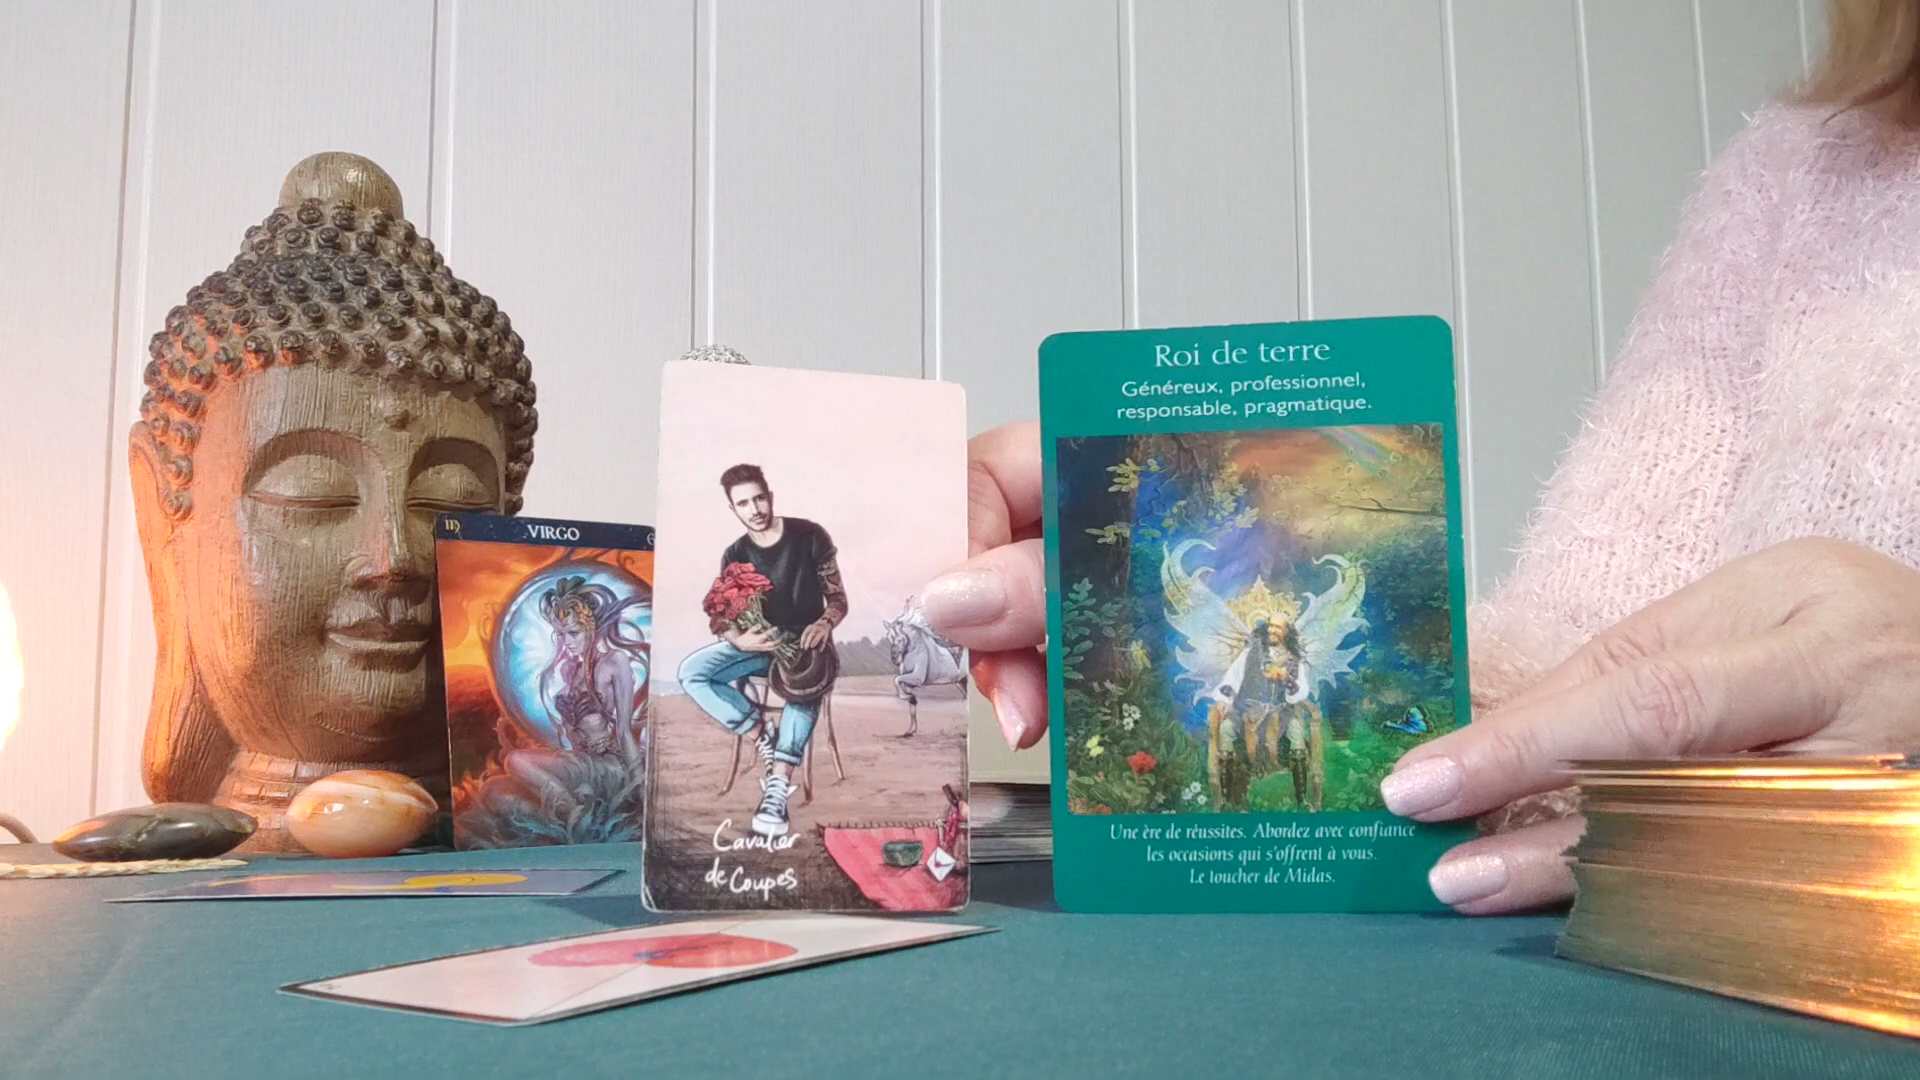 VIRGO
Cavalier
de Coupes
Roi de terre
Généreux, professionnel,
responsable, pragmatique.
Une ère de réussites. Abordez avec confiance
les occasions qui s'offrent à vous.
Le toucher de Midas.